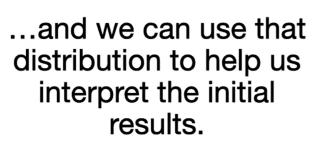 …and we can use that
distribution to help us
interpret the initial
results.